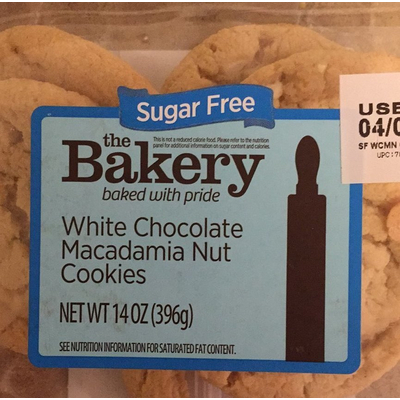 Sugar Free
This is not a reduced calorie food. Please refer to the nutrition
panel for additional information on sugar content and calories.
the
Bakery
baked with pride
White Chocolate
Macadamia Nut
Cookies
NET WT 14 OZ (396g)
SEE NUTRITION INFORMATION FOR SATURATED FAT CONTENT.
USE
04/0
SF WCMN
UPC: 7